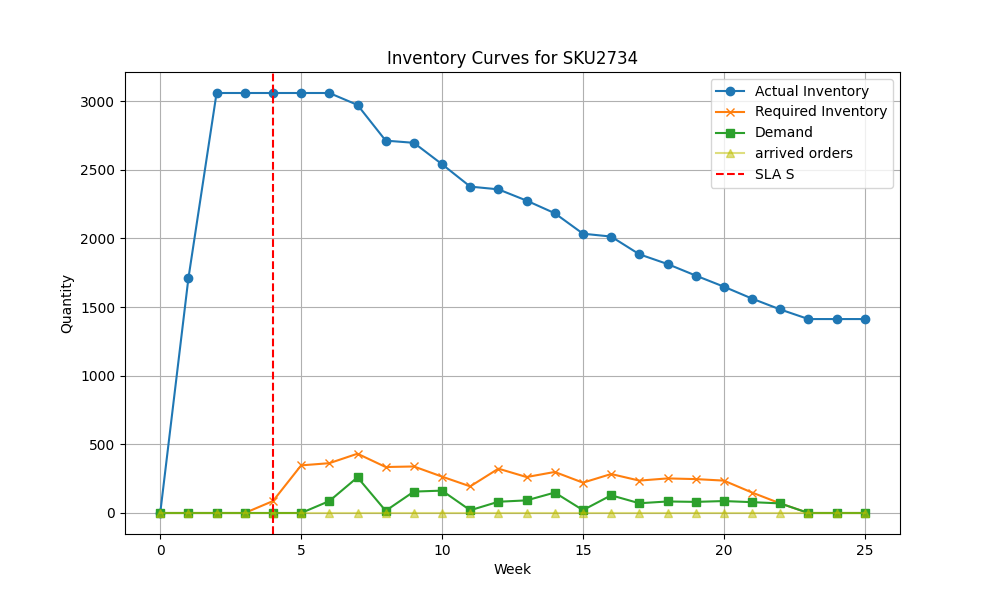 Inventory Curves for SKU2734
Actual Inventory
Required Inventory
Demand
arrived orders
SLA S
3000
2500
2000
1500
1000
500
0
Quantity
0 5 10 15 20 25
Week